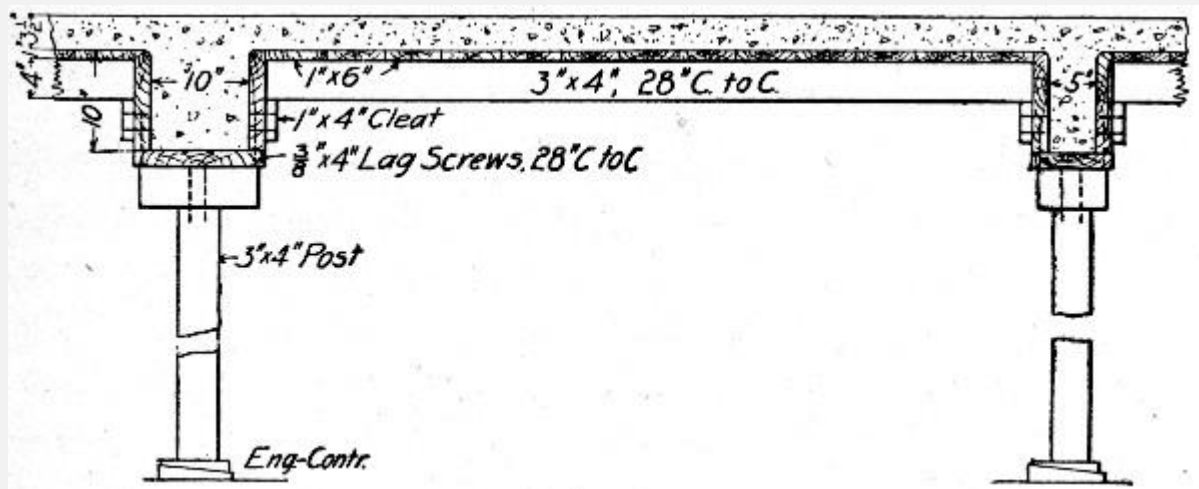 3½"
4"
10"
1"x6"
3"x4", 28"C. to C.
5"
10
1"x4" Cleat
3/8"x4" Lag Screws, 28"C to C
3"x4" Post
Eng-Contr.